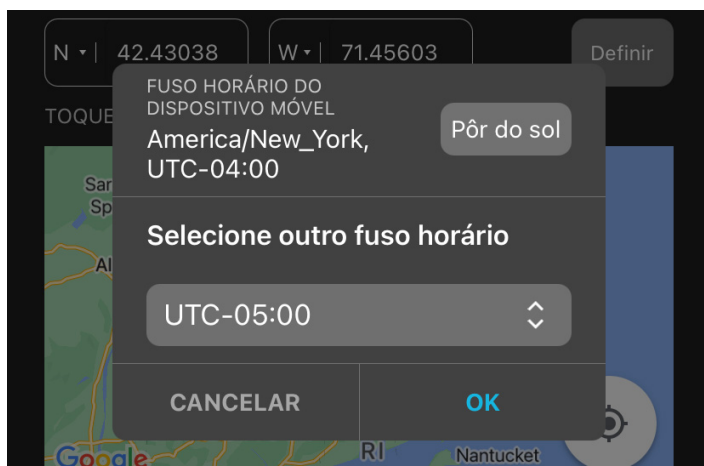 N
42.43038
W
71.45603
Definir
TOQUE
FUSO HORÁRIO DO
DISPOSITIVO MÓVEL
America/New_York,
UTC-04:00
Pôr do sol
Selecione outro fuso horário
UTC-05:00
CANCELAR
OK
Google
RI
Nantucket